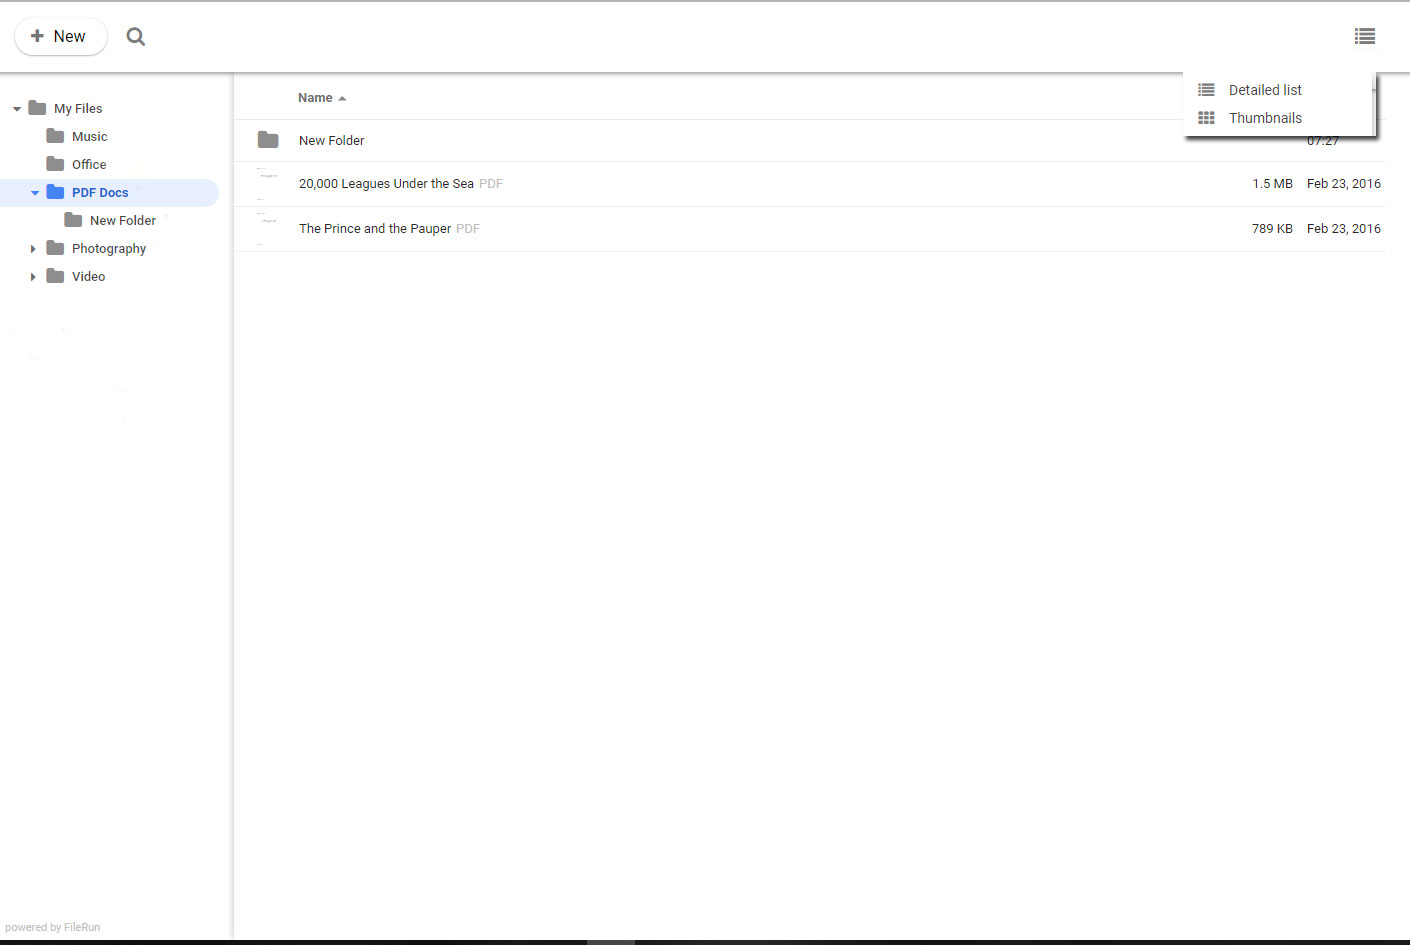 New
My Files
Music
Office
PDF Docs
New Folder
Photography
Video
powered by FileRun
Name
Detailed list
Thumbnails
New Folder 07:27
20,000 Leagues Under the Sea PDF 1.5 MB Feb 23, 2016
The Prince and the Pauper PDF 789 KB Feb 23, 2016